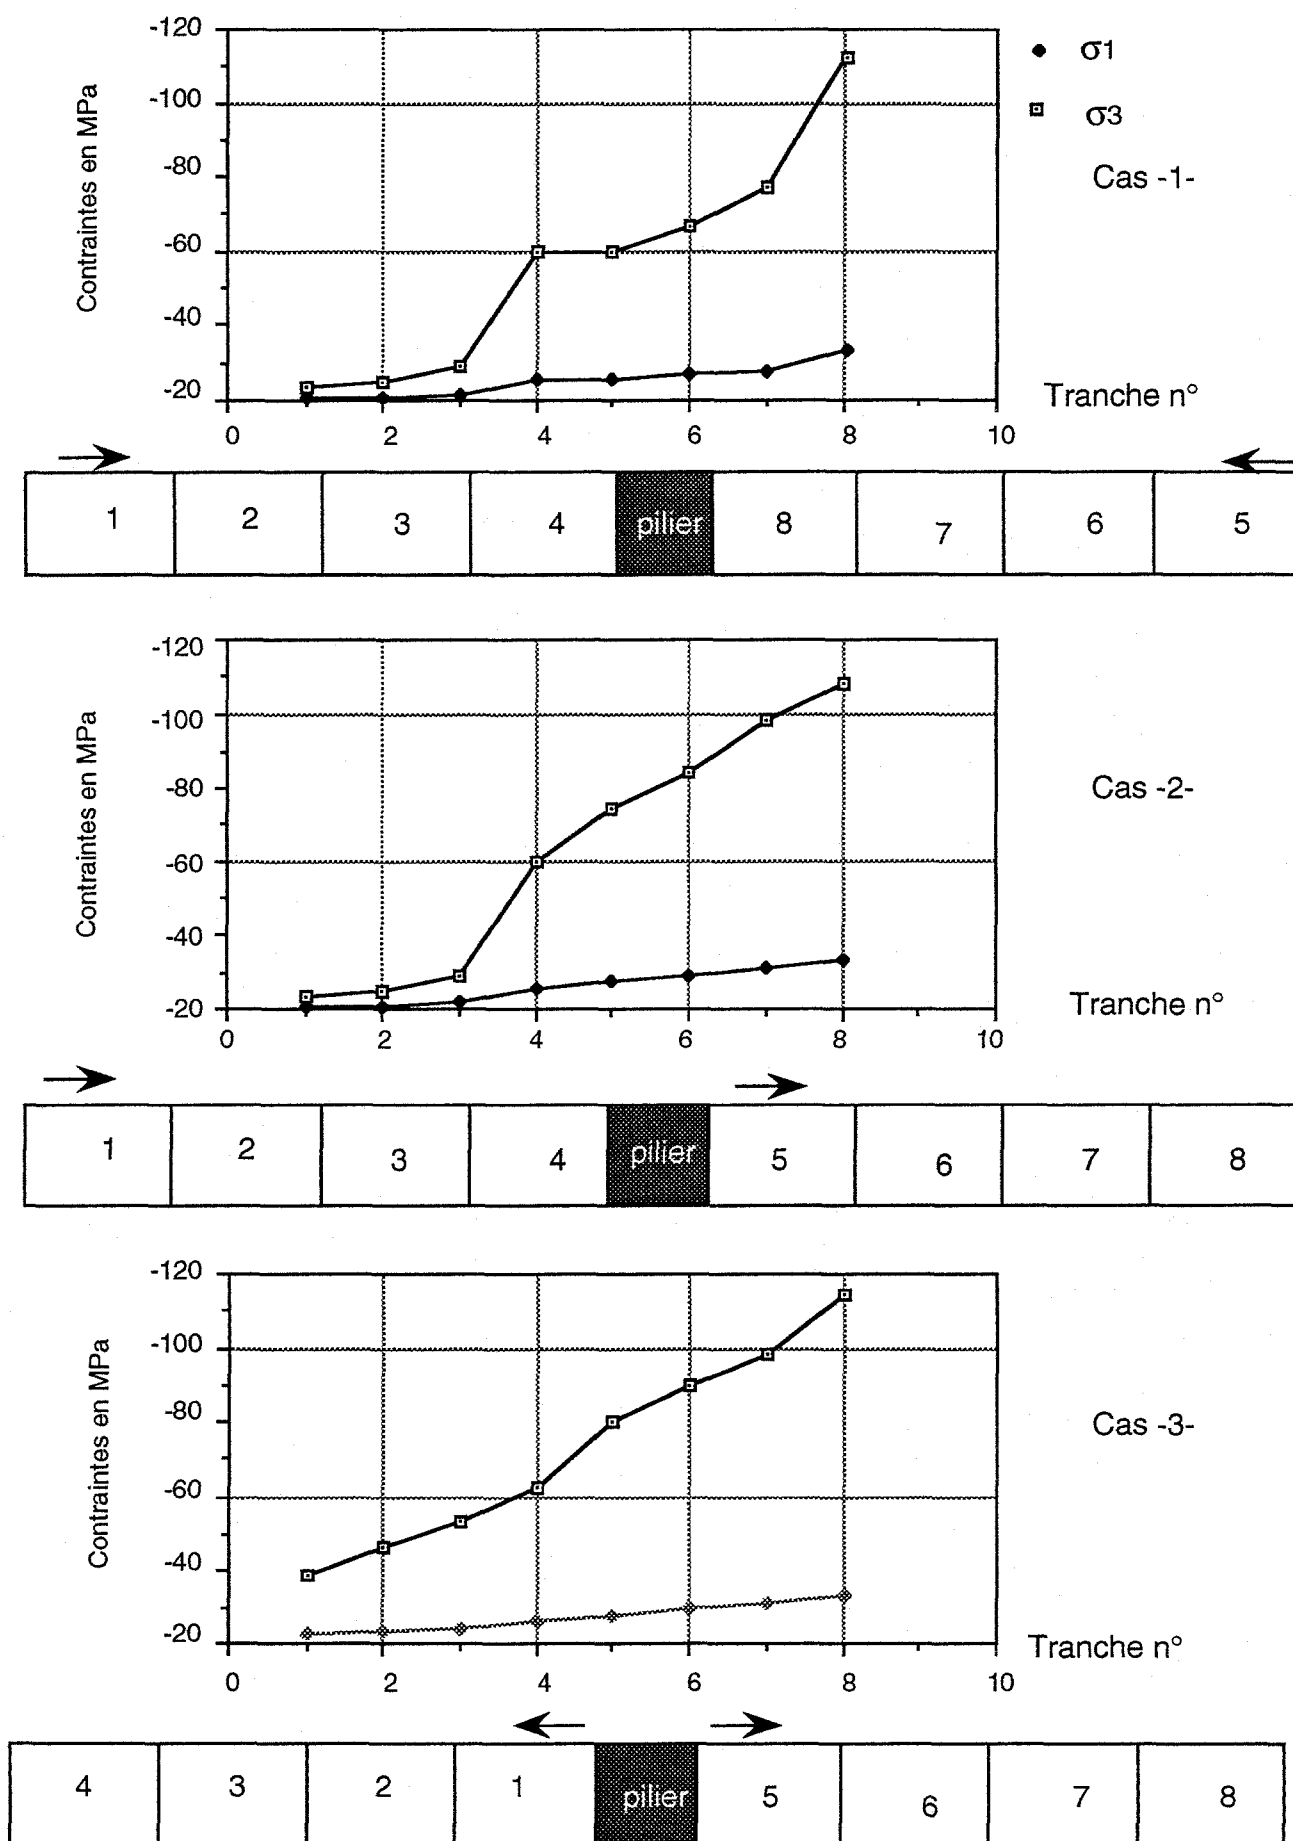 -120
-100
-80
-60
-40
-20
Contraintes en MPa
0 2 4 6 8 10
σ1
σ3
Cas -1-
Tranche n°
1 2 3 4 pilier 8 7 6 5
-120
-100
-80
-60
-40
-20
Contraintes en MPa
0 2 4 6 8 10
Cas -2-
Tranche n°
1 2 3 4 pilier 5 6 7 8
-120
-100
-80
-60
-40
-20
Contraintes en MPa
0 2 4 6 8 10
Cas -3-
Tranche n°
4 3 2 1 pilier 5 6 7 8